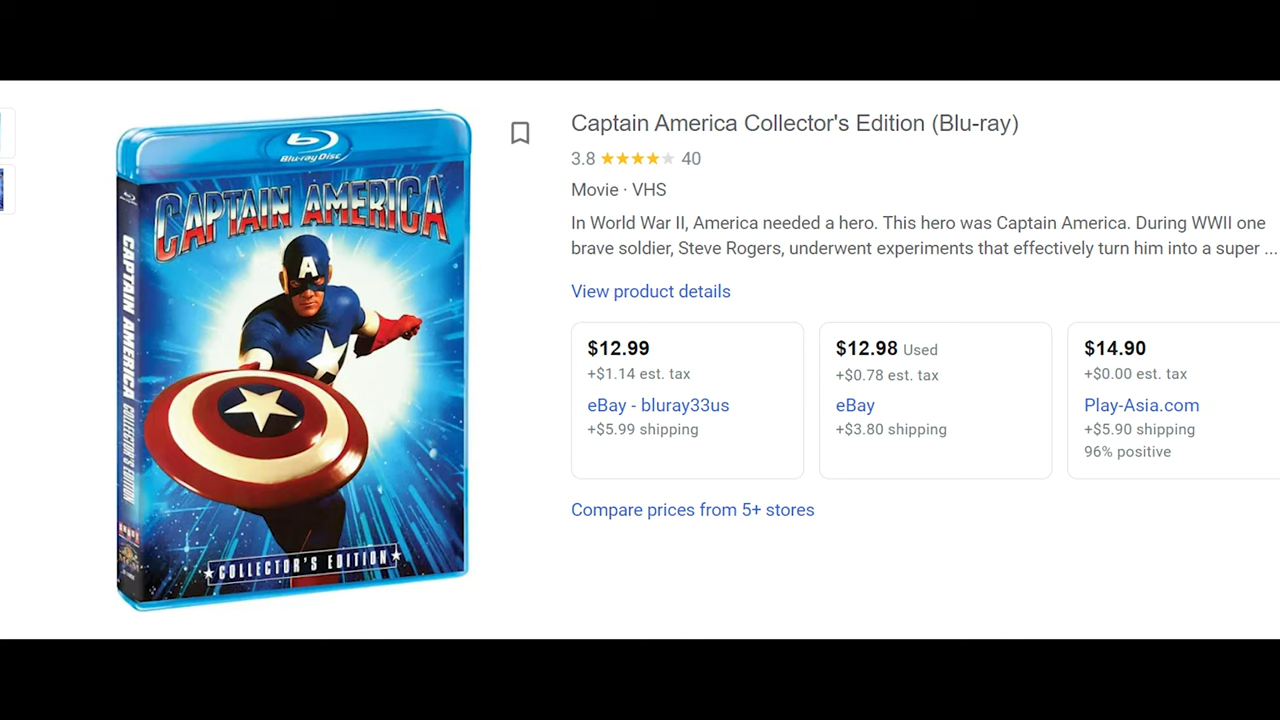 Blu-ray Disc
CAPTAIN AMERICA
A
COLLECTOR'S EDITION
CAPTAIN AMERICA COLLECTOR'S EDITION
Captain America Collector's Edition (Blu-ray)
3.8 ★★★★★ 40
Movie · VHS
In World War II, America needed a hero. This hero was Captain America. During WWII one
brave soldier, Steve Rogers, underwent experiments that effectively turn him into a super ...
View product details
$12.99
+$1.14 est. tax
eBay - bluray33us
+$5.99 shipping
$12.98 Used
+$0.78 est. tax
eBay
+$3.80 shipping
$14.90
+$0.00 est. tax
Play-Asia.com
+$5.90 shipping
96% positive
Compare prices from 5+ stores